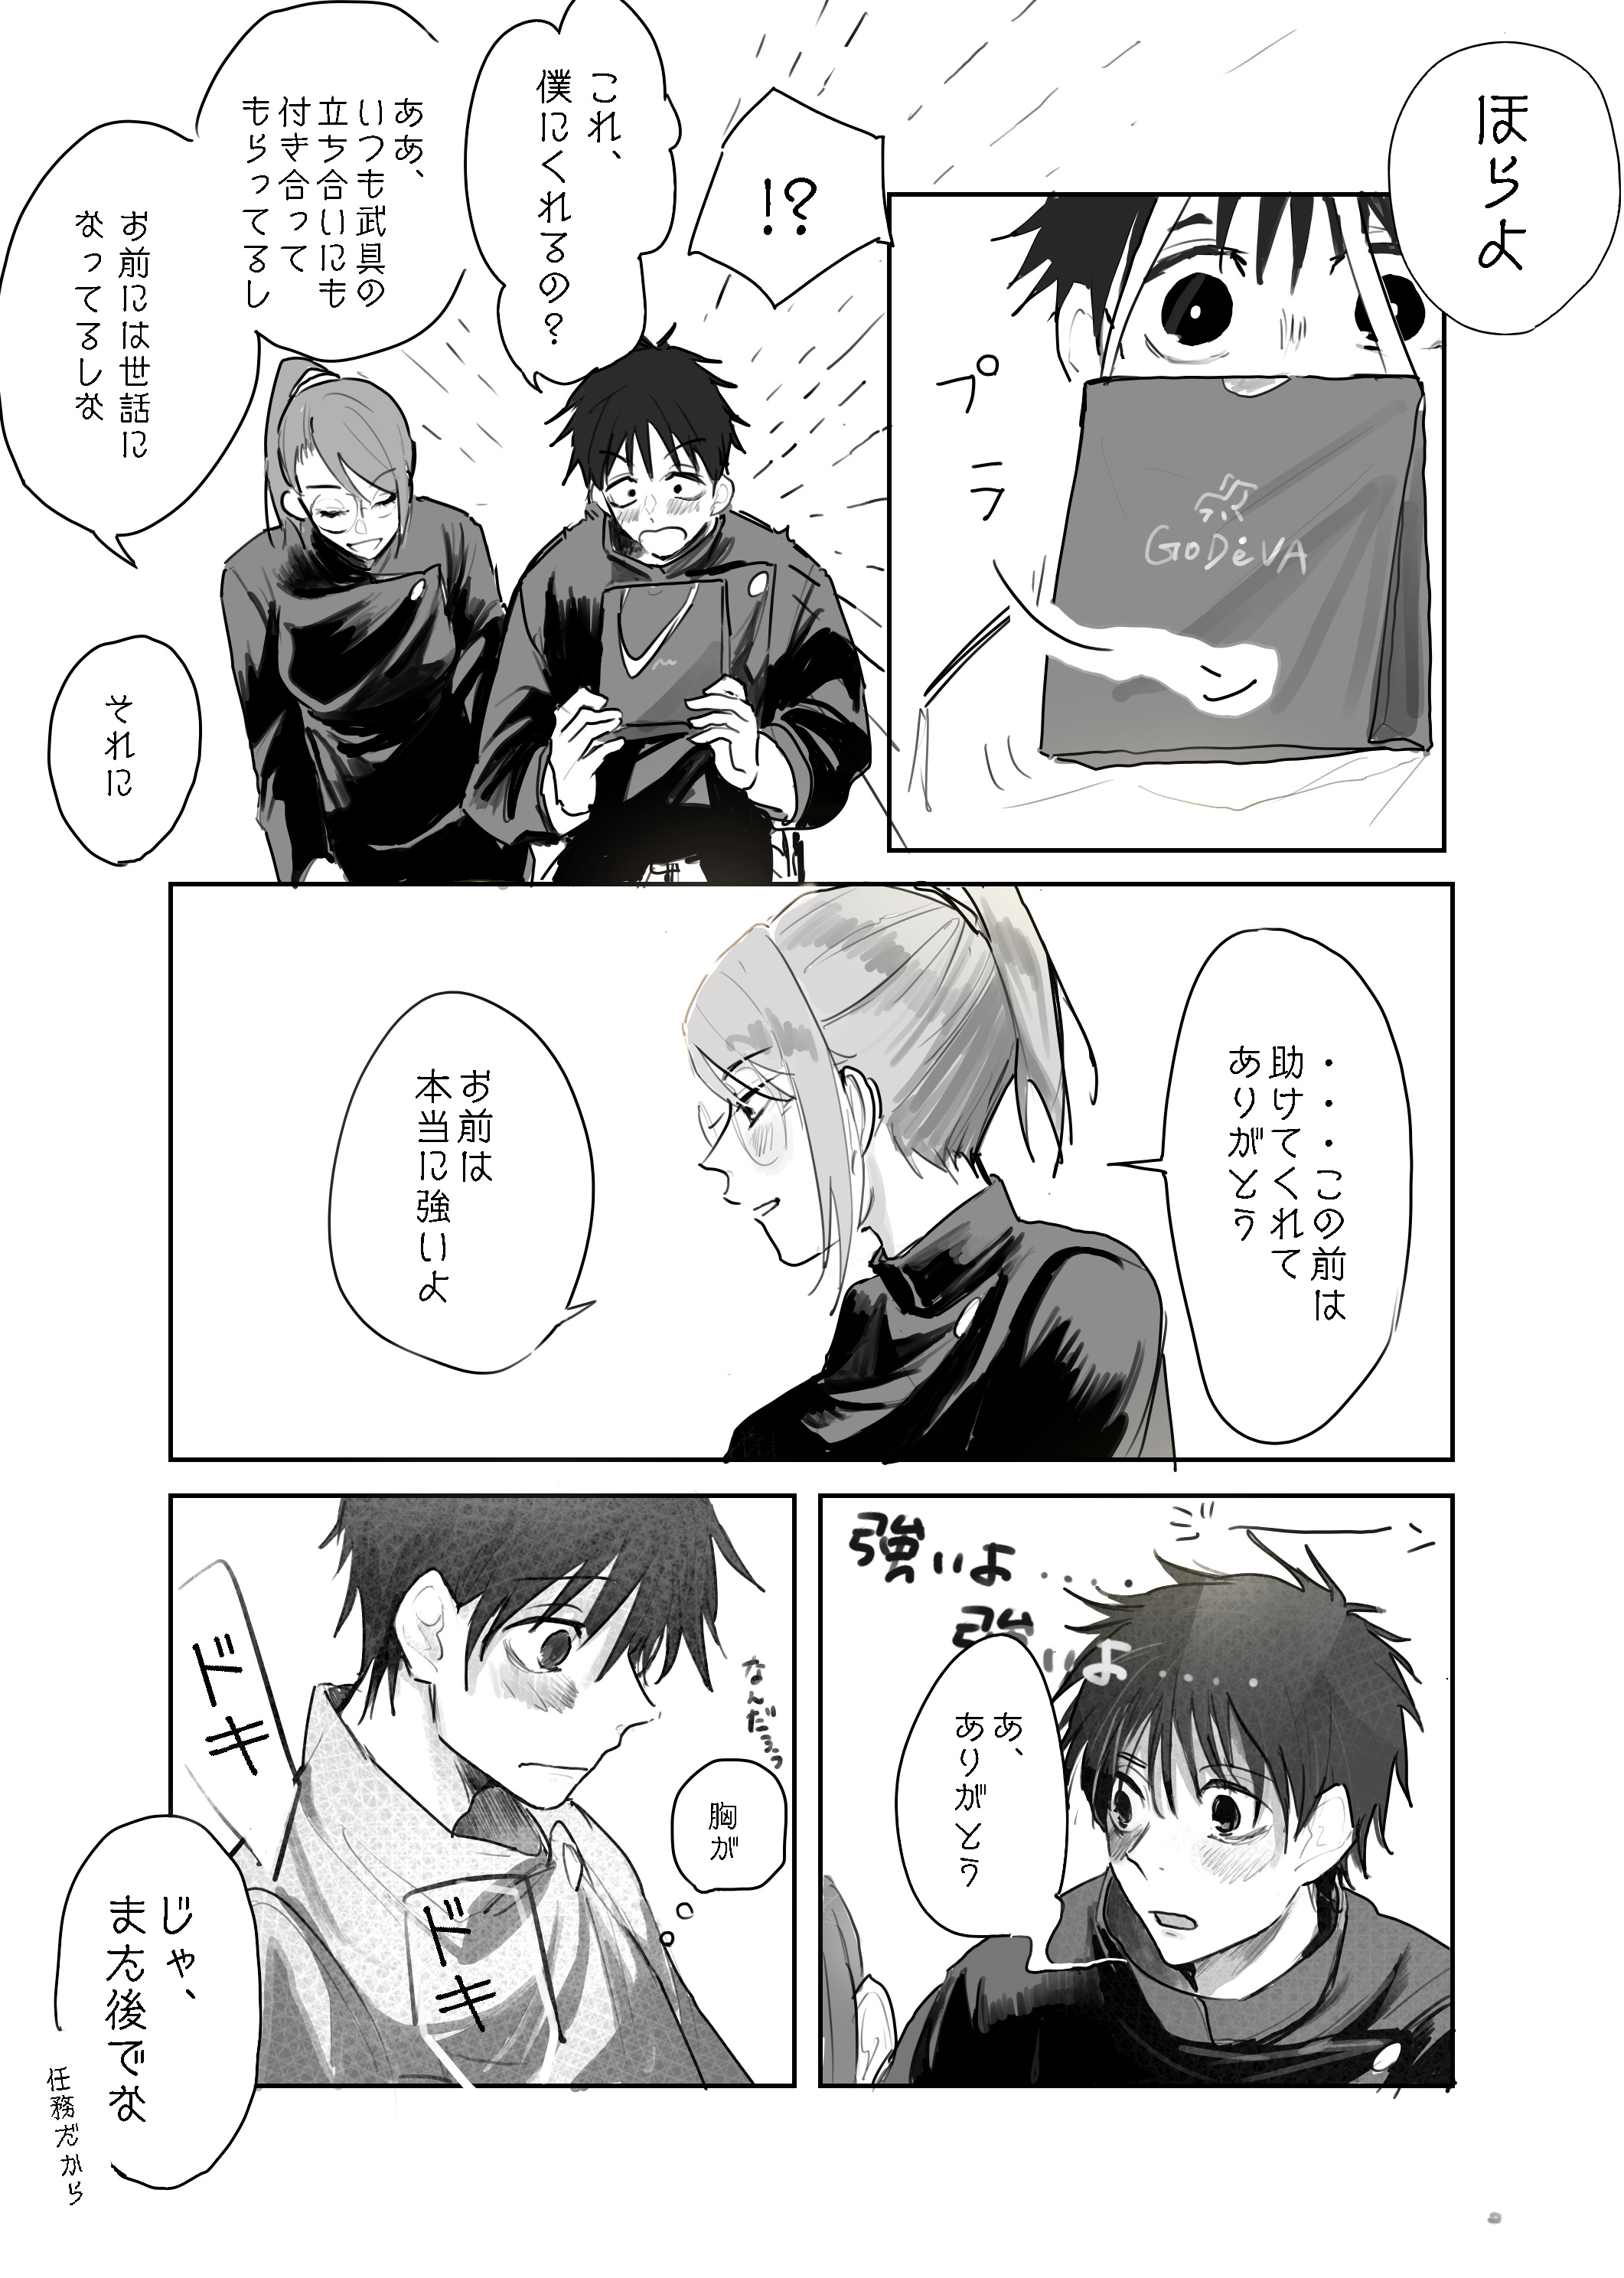 ほらよ
プラン
GODiVA
!?
これ、
僕にくれるの？
ああ、
いつも武具の
立ち合いにも
付き合って
もらってるし
お前には世話に
なってるしな
それに
・・・この前は
助けてくれて
ありがとう
お前は
本当に強いよ
ジーン
強いよ・・・・
強いよ・・・・
あ、
ありがとう
なんだろう
胸が
ドキ
ドキ
じゃ、
また後でな
任務だから